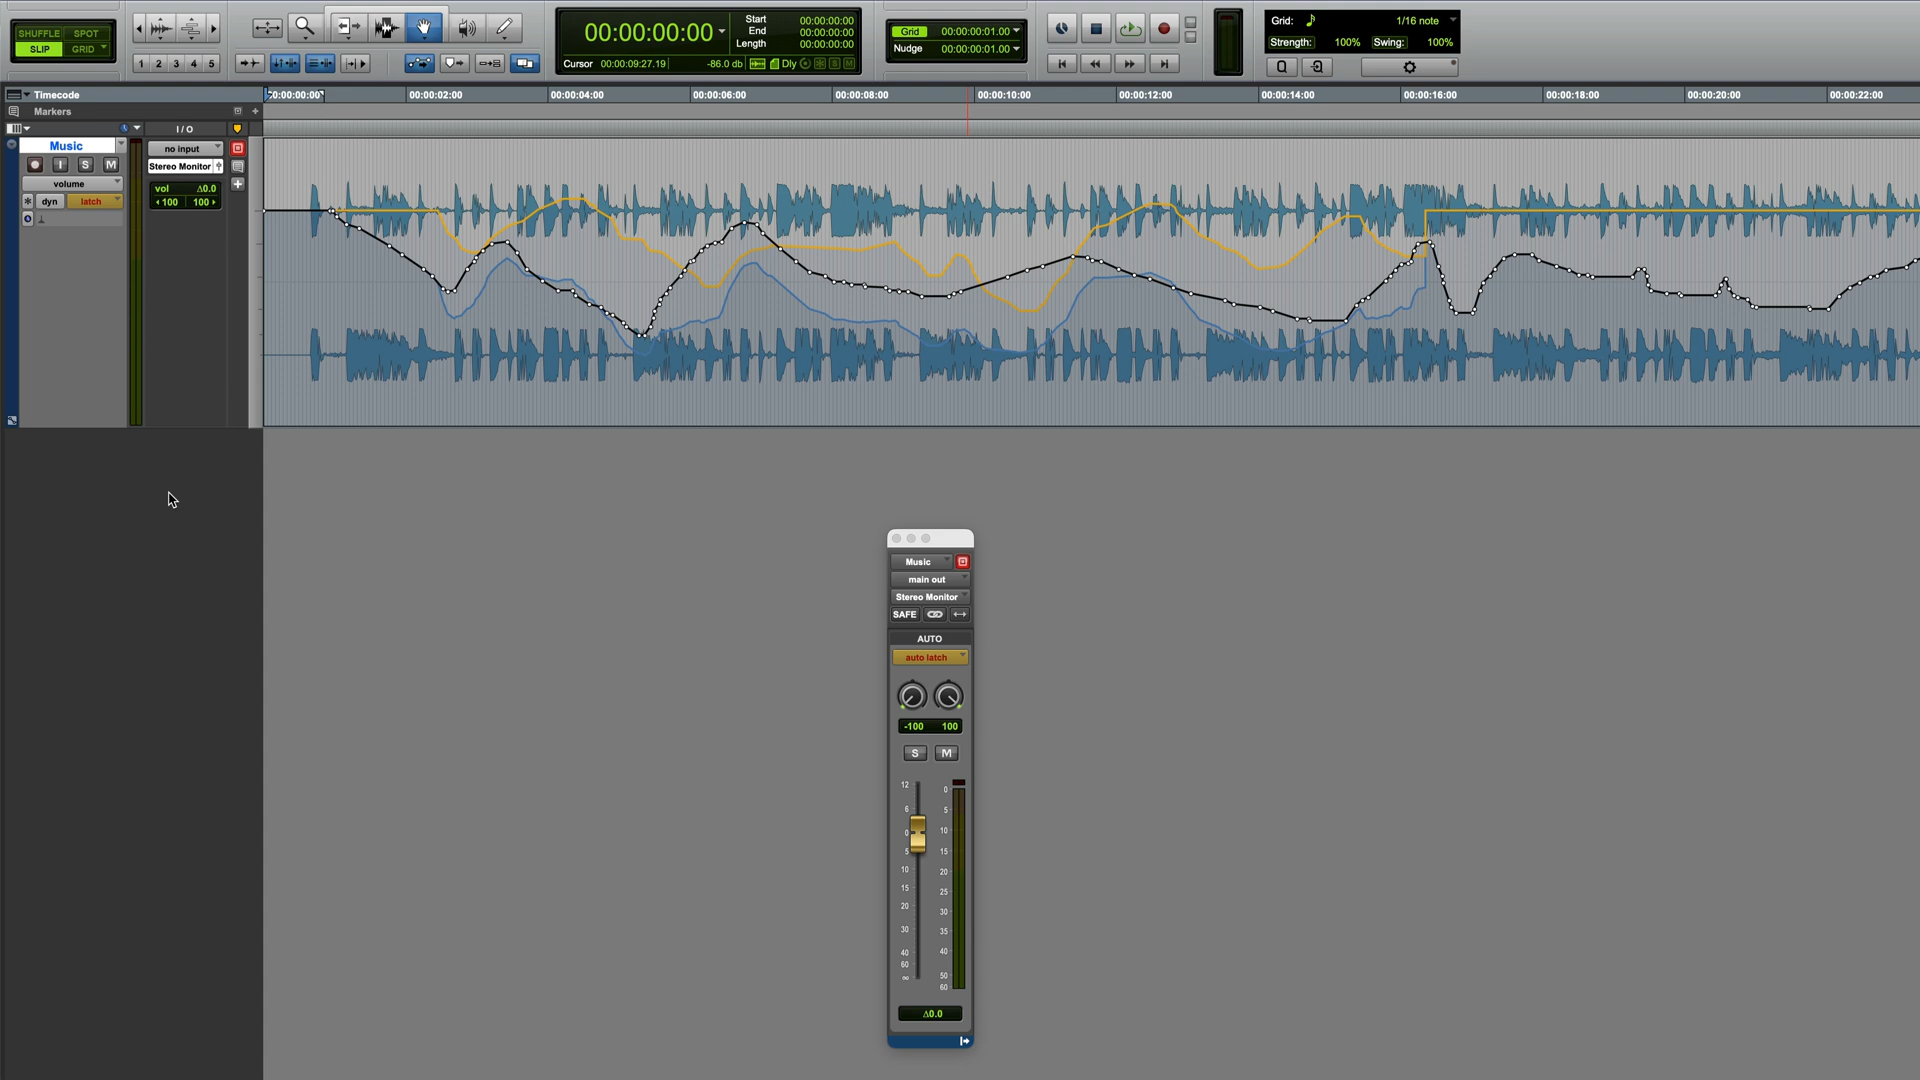 SHUFFLE SPOT
SLIP GRID
1 2 3 4 5
00:00:00:00
Start 00:00:00:00
End 00:00:00:00
Length 00:00:00:00
Cursor 00:00:09:27.19 -86.0 db Dly S M
Grid 00:00:00:01.00
Nudge 00:00:00:01.00
Grid: 1/16 note
Strength: 100% Swing: 100%
Q
Timecode
00:00:00:00 00:00:02:00 00:00:04:00 00:00:06:00 00:00:08:00 00:00:10:00 00:00:12:00 00:00:14:00 00:00:16:00 00:00:18:00 00:00:20:00 00:00:22:00
Markers
I / O
Music
no input
I S M
Stereo Monitor
volume
vol Δ0.0
dyn latch
100 100
Music
main out
Stereo Monitor
SAFE
AUTO
auto latch
-100 100
S M
12
0
6
5
0
10
5
15
10
20
15
25
20
30
30
35
40
40
60
50
∞
60
Δ0.0